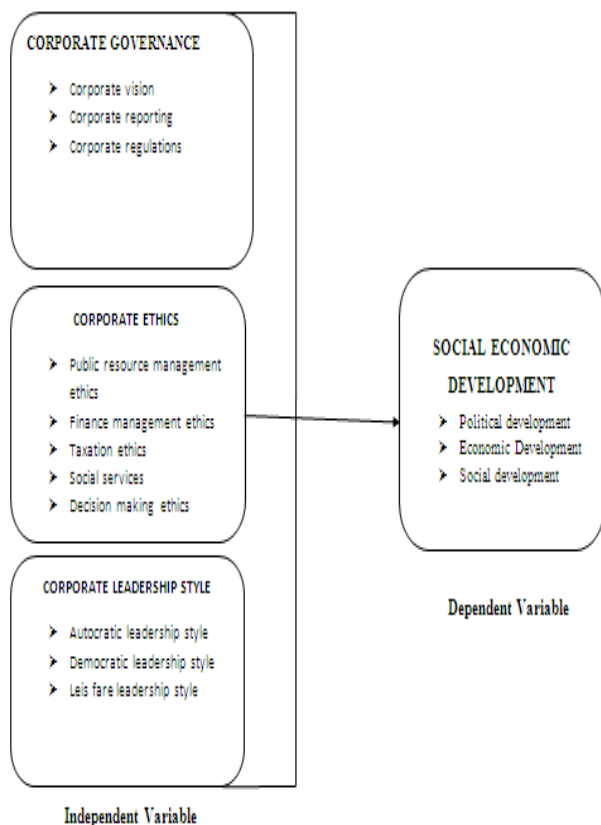 CORPORATE GOVERNANCE
➤ Corporate vision
➤ Corporate reporting
➤ Corporate regulations
CORPORATE ETHICS
➤ Public resource management
ethics
➤ Finance management ethics
➤ Taxation ethics
➤ Social services
➤ Decision making ethics
CORPORATE LEADERSHIP STYLE
➤ Autocratic leadership style
➤ Democratic leadership style
➤ Leis fare leadership style
Independent Variable
SOCIAL ECONOMIC
DEVELOPMENT
➤ Political development
➤ Economic Development
➤ Social development
Dependent Variable